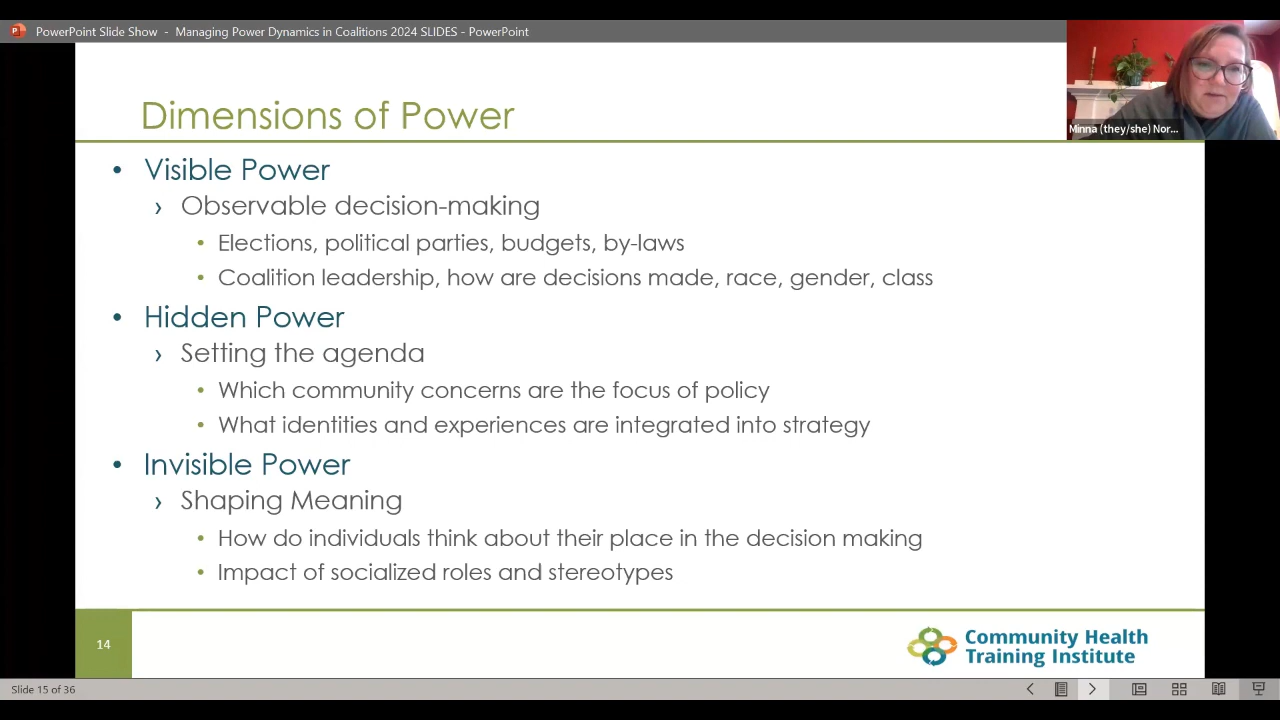 PowerPoint Slide Show - Managing Power Dynamics in Coalitions 2024 SLIDES - PowerPoint
Minna (they/she) Nor...
Dimensions of Power
• Visible Power
› Observable decision-making
• Elections, political parties, budgets, by-laws
• Coalition leadership, how are decisions made, race, gender, class
• Hidden Power
› Setting the agenda
• Which community concerns are the focus of policy
• What identities and experiences are integrated into strategy
• Invisible Power
› Shaping Meaning
• How do individuals think about their place in the decision making
• Impact of socialized roles and stereotypes
14
Community Health
Training Institute
Slide 15 of 36